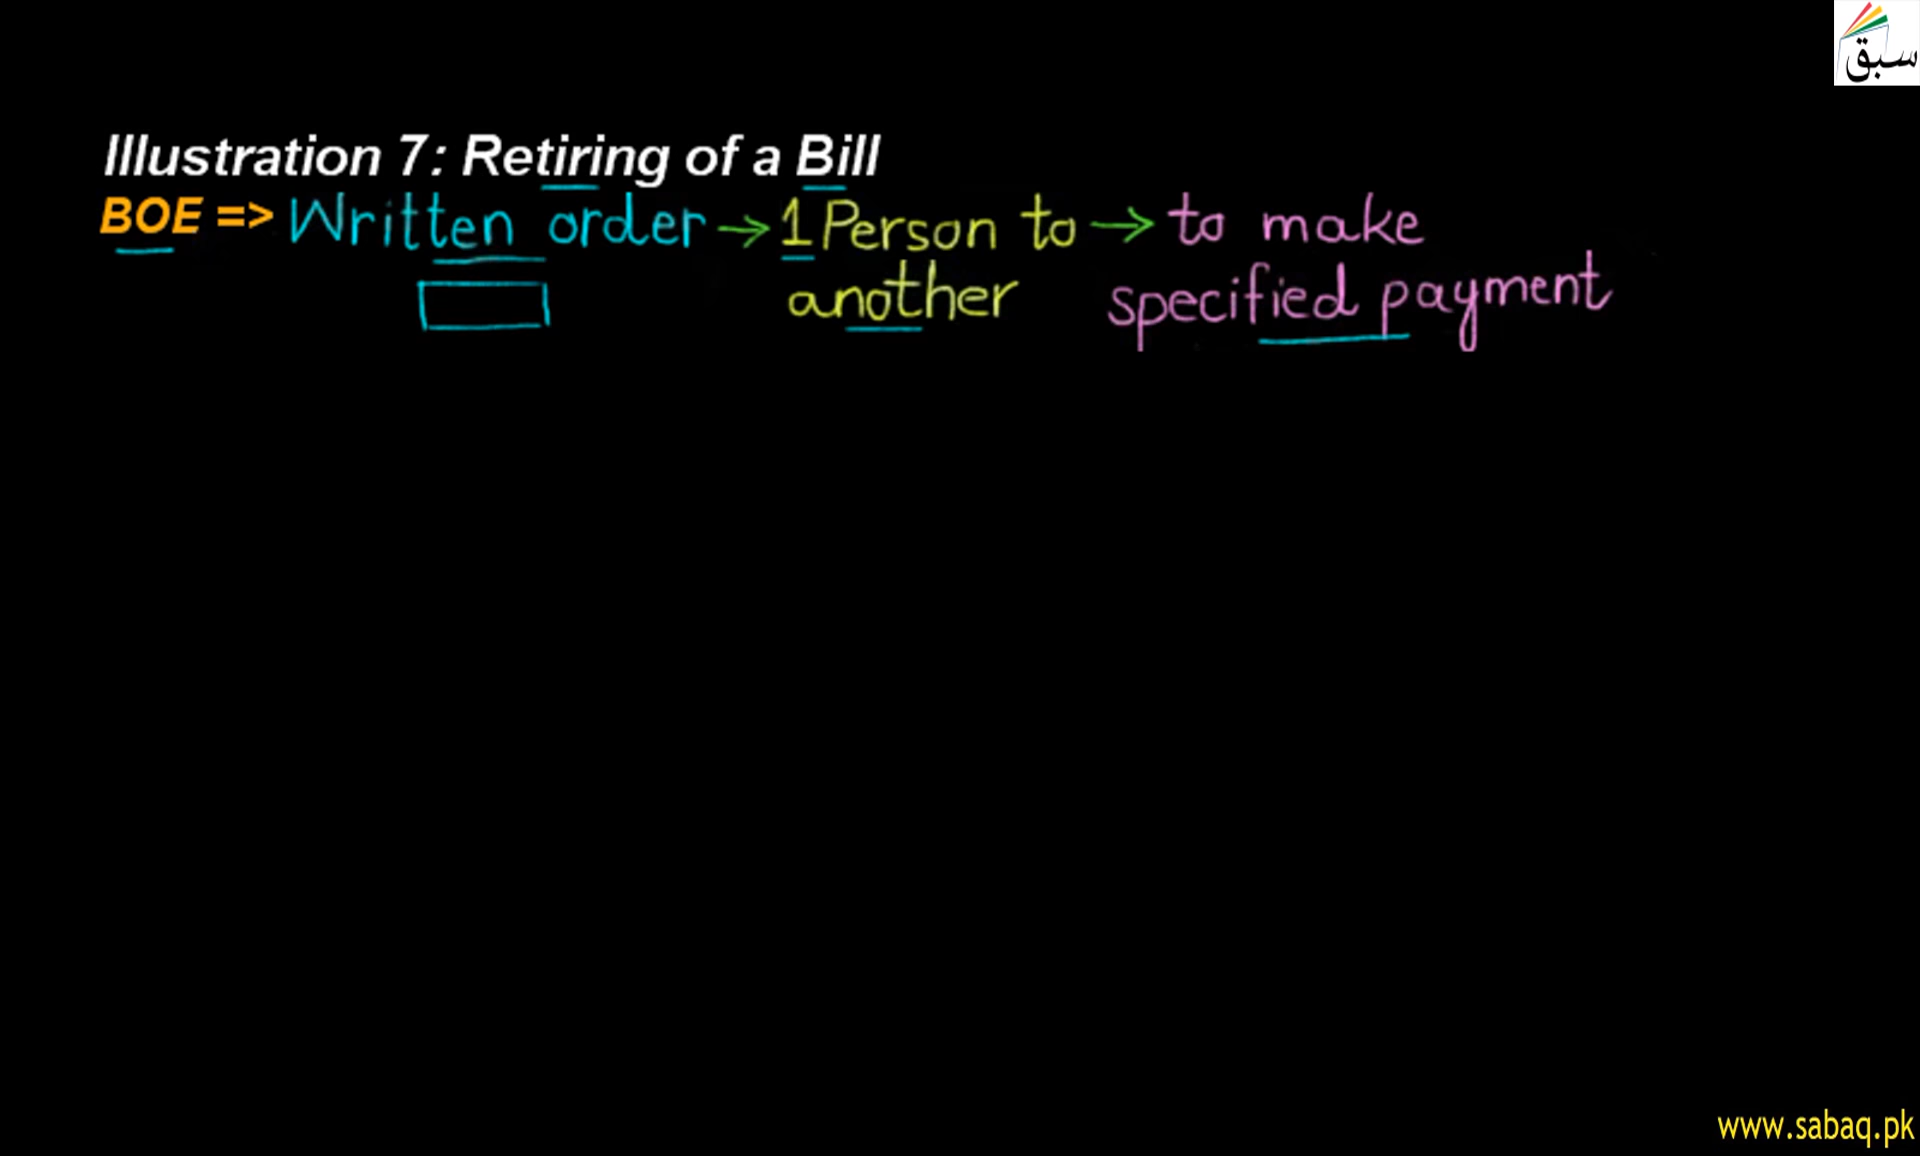 سبق
Illustration 7: Retiring of a Bill
BOE => Written order → 1 Person to → to make
another specified payment
www.sabaq.pk